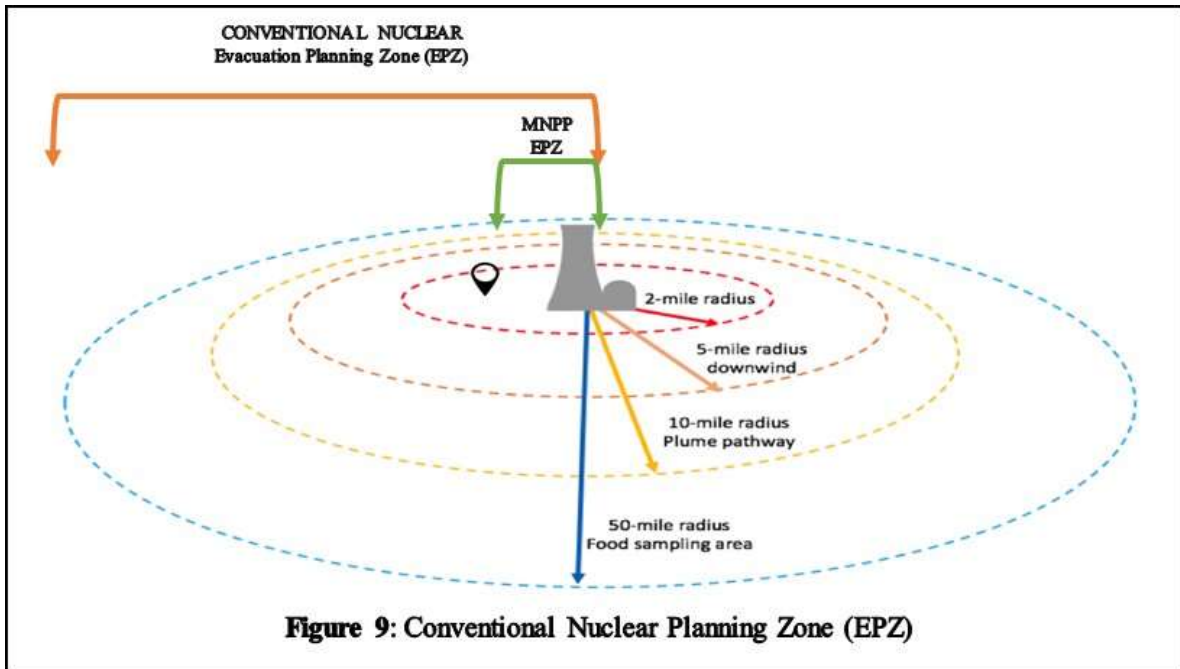 CONVENTIONAL NUCLEAR
Evacuation Planning Zone (EPZ)
MNPP
EPZ
2-mile radius
5-mile radius
downwind
10-mile radius
Plume pathway
50-mile radius
Food sampling area
Figure 9: Conventional Nuclear Planning Zone (EPZ)